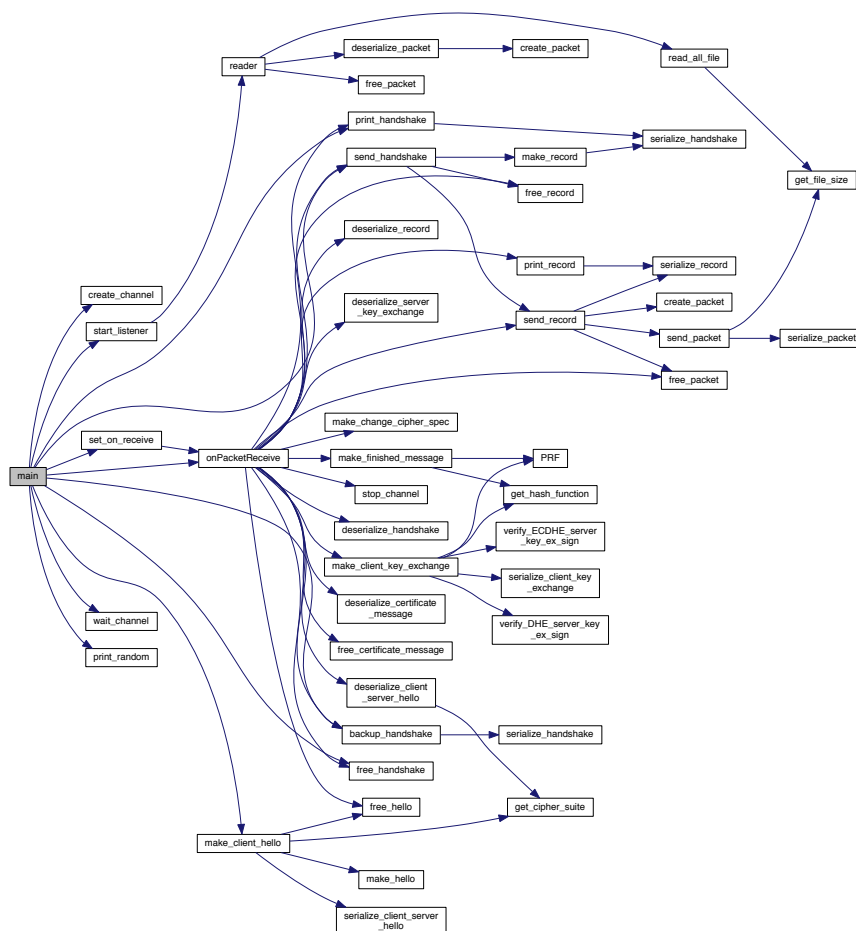 reader
deserialize_packet
create_packet
read_all_file
free_packet
print_handshake
serialize_handshake
send_handshake
make_record
get_file_size
free_record
deserialize_record
print_record
serialize_record
create_channel
create_packet
deserialize_server
_key_exchange
start_listener
send_record
send_packet
serialize_packet
free_packet
make_change_cipher_spec
set_on_receive
onPacketReceive
make_finished_message
PRF
main
stop_channel
get_hash_function
deserialize_handshake
verify_ECDHE_server
_key_ex_sign
make_client_key_exchange
serialize_client_key
_exchange
deserialize_certificate
_message
wait_channel
verify_DHE_server_key
_ex_sign
print_random
free_certificate_message
deserialize_client
_server_hello
backup_handshake
serialize_handshake
free_handshake
free_hello
get_cipher_suite
make_client_hello
make_hello
serialize_client_server
_hello